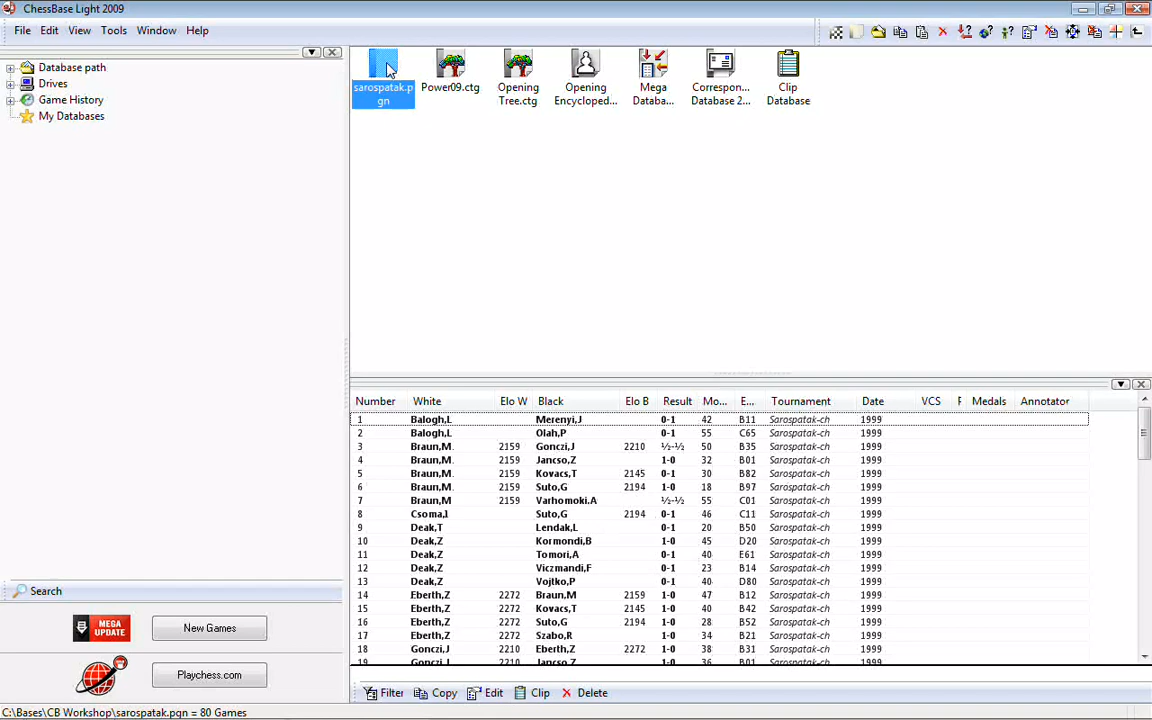 ChessBase Light 2009
File Edit View Tools Window Help
Database path
Drives
Game History
My Databases
sarospatak.p
gn
Power09.ctg
Opening
Tree.ctg
Opening
Encycloped...
Mega
Databa...
Correspon...
Database 2...
Clip
Database
Number White Elo W Black Elo B Result Mo... E... Tournament Date VCS F Medals Annotator
1 Balogh,L Merenyi,J 0-1 42 B11 Sarospatak-ch 1999
2 Balogh,L Olah,P 0-1 55 C65 Sarospatak-ch 1999
3 Braun,M. 2159 Gonczi,J 2210 ½-½ 50 B35 Sarospatak-ch 1999
4 Braun,M. 2159 Jancso,Z 1-0 32 B01 Sarospatak-ch 1999
5 Braun,M. 2159 Kovacs,T 2145 0-1 30 B82 Sarospatak-ch 1999
6 Braun,M. 2159 Suto,G 2194 1-0 18 B97 Sarospatak-ch 1999
7 Braun,M 2159 Varhomoki,A ½-½ 55 C01 Sarospatak-ch 1999
8 Csoma,I Suto,G 2194 0-1 46 C11 Sarospatak-ch 1999
9 Deak,T Lendak,L 0-1 20 B50 Sarospatak-ch 1999
10 Deak,Z Kormondi,B 1-0 45 D20 Sarospatak-ch 1999
11 Deak,Z Tomori,A 0-1 40 E61 Sarospatak-ch 1999
12 Deak,Z Viczmandi,F 1-0 23 B14 Sarospatak-ch 1999
13 Deak,Z Vojtko,P 0-1 40 D80 Sarospatak-ch 1999
14 Eberth,Z 2272 Braun,M 2159 1-0 47 B12 Sarospatak-ch 1999
15 Eberth,Z 2272 Kovacs,T 2145 1-0 40 B42 Sarospatak-ch 1999
16 Eberth,Z 2272 Suto,G 2194 1-0 28 B52 Sarospatak-ch 1999
17 Eberth,Z 2272 Szabo,R 1-0 34 B21 Sarospatak-ch 1999
18 Gonczi,J 2210 Eberth,Z 2272 1-0 38 B31 Sarospatak-ch 1999
19 Gonczi,J 2210 Jancso,Z 1-0 36 B01 Sarospatak-ch 1999
Search
MEGA
UPDATE
New Games
Playchess.com
Filter Copy Edit Clip Delete
C:\Bases\CB Workshop\sarospatak.pgn = 80 Games